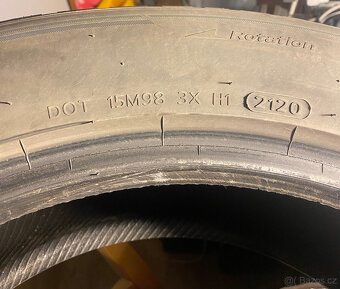 Rotation
DOT 15M98 3X H1 2120
© Bazos.cz